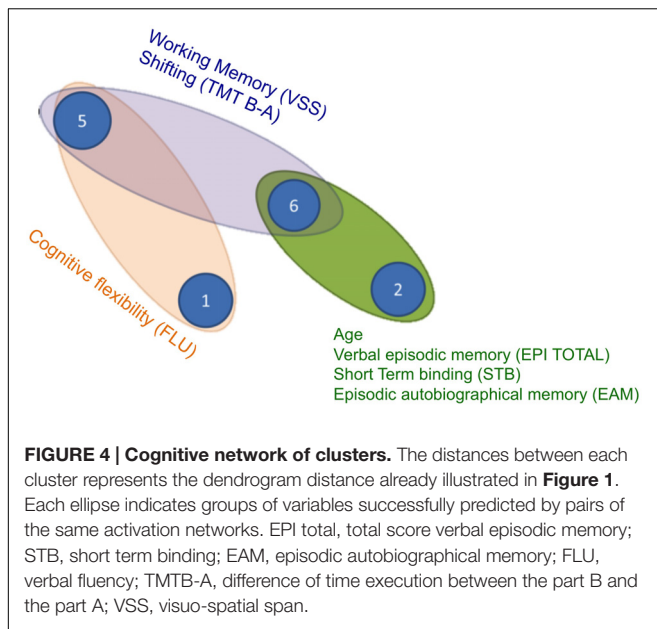 Working Memory (VSS)
Shifting (TMT B-A)
5
6
Cognitive flexibility (FLU)
1
2
Age
Verbal episodic memory (EPI TOTAL)
Short Term binding (STB)
Episodic autobiographical memory (EAM)
FIGURE 4 | Cognitive network of clusters. The distances between each
cluster represents the dendrogram distance already illustrated in Figure 1.
Each ellipse indicates groups of variables successfully predicted by pairs of
the same activation networks. EPI total, total score verbal episodic memory;
STB, short term binding; EAM, episodic autobiographical memory; FLU,
verbal fluency; TMTB-A, difference of time execution between the part B and
the part A; VSS, visuo-spatial span.